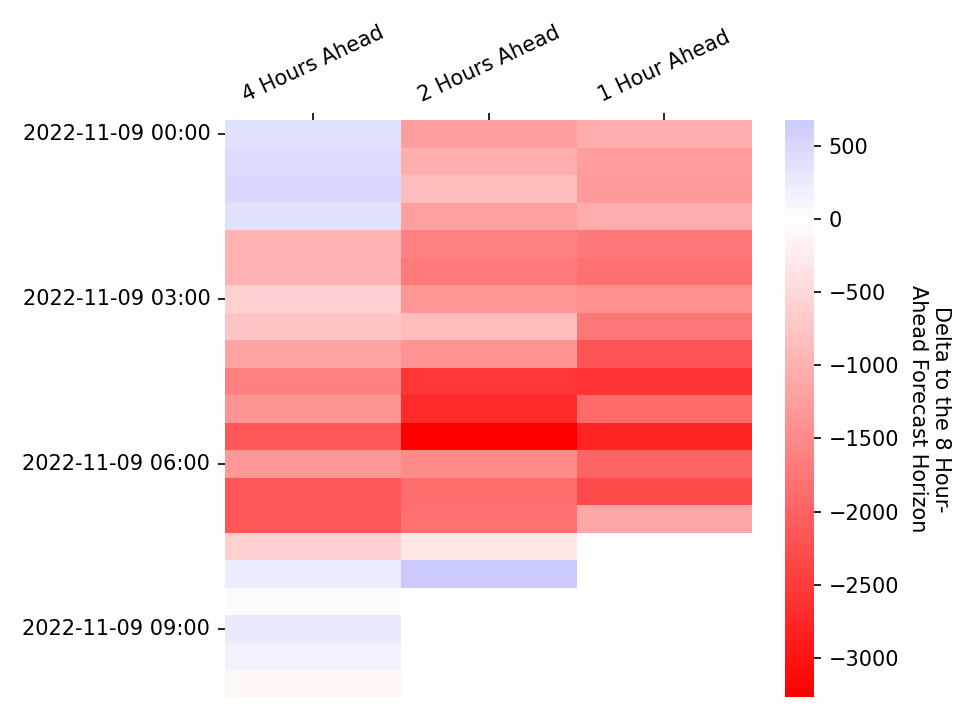 4 Hours Ahead
2 Hours Ahead
1 Hour Ahead
2022-11-09 00:00
2022-11-09 03:00
2022-11-09 06:00
2022-11-09 09:00
500
0
−500
−1000
−1500
−2000
−2500
−3000
Delta to the 8 Hour-
Ahead Forecast Horizon